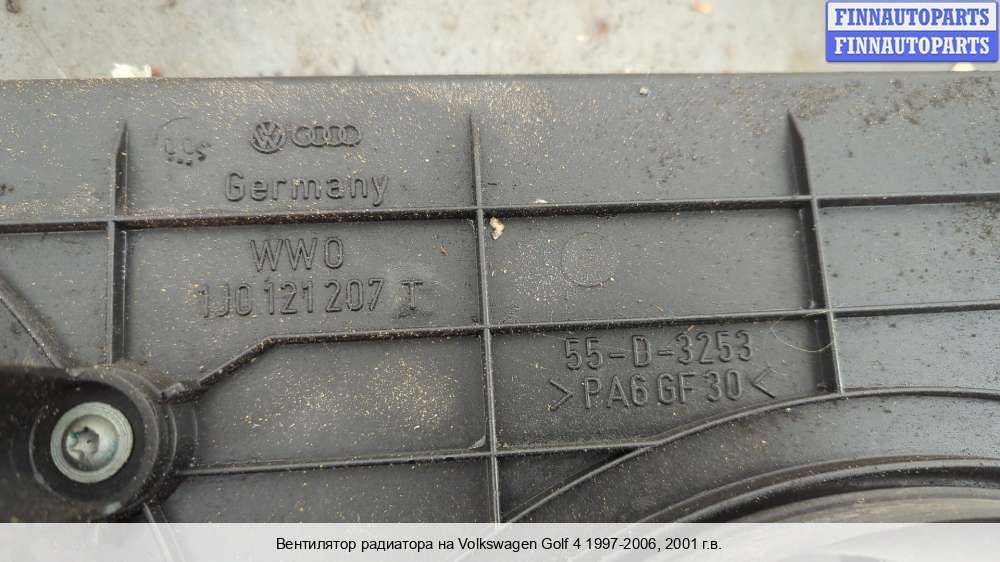 FINNAUTOPARTS
FINNAUTOPARTS
Germany
WWO
1J0 121 207 T
55-D-3253
>PA6 GF30<
Вентилятор радиатора на Volkswagen Golf 4 1997-2006, 2001 г.в.